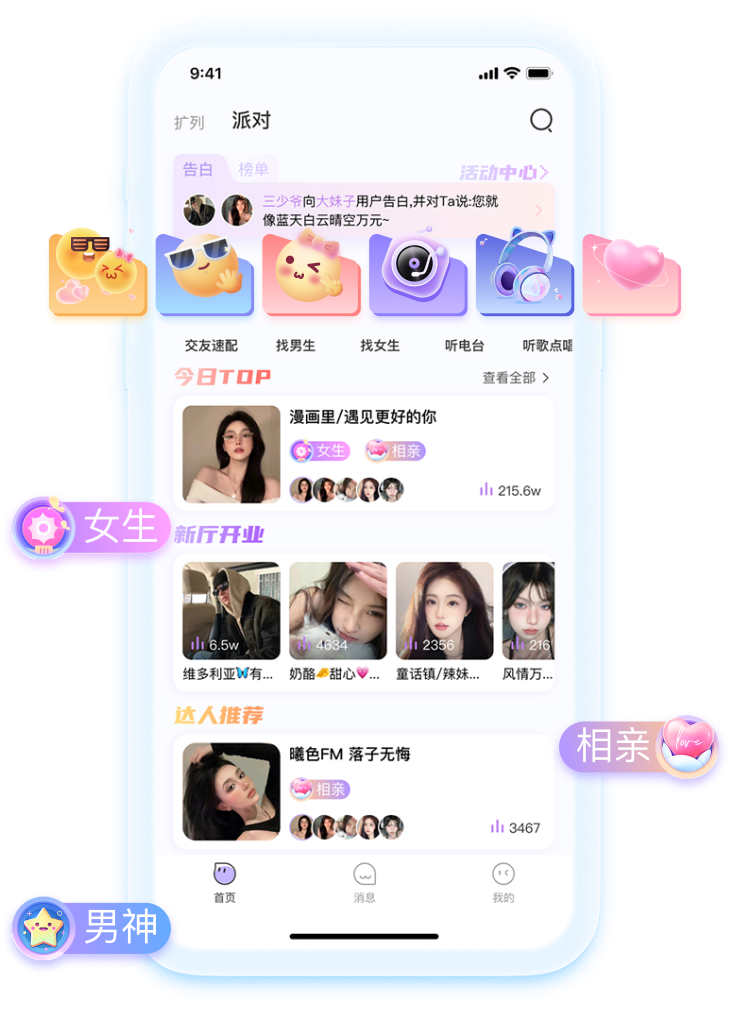 9:41
扩列 派对
告白 榜单 活动中心
三少爷向大妹子用户告白,并对Ta说:您就
像蓝天白云晴空万元~
交友速配 找男生 找女生 听电台 听歌点唱
今日TOP 查看全部
漫画里/遇见更好的你
女生 相亲
215.6w
女生
新厅开业
6.5w 4634 2356 216
维多利亚🦋有... 奶酪🧀甜心💗... 童话镇/辣妹... 风情万...
达人推荐
相亲
love
曦色FM 落子无悔
相亲
3467
首页 消息 我的
男神